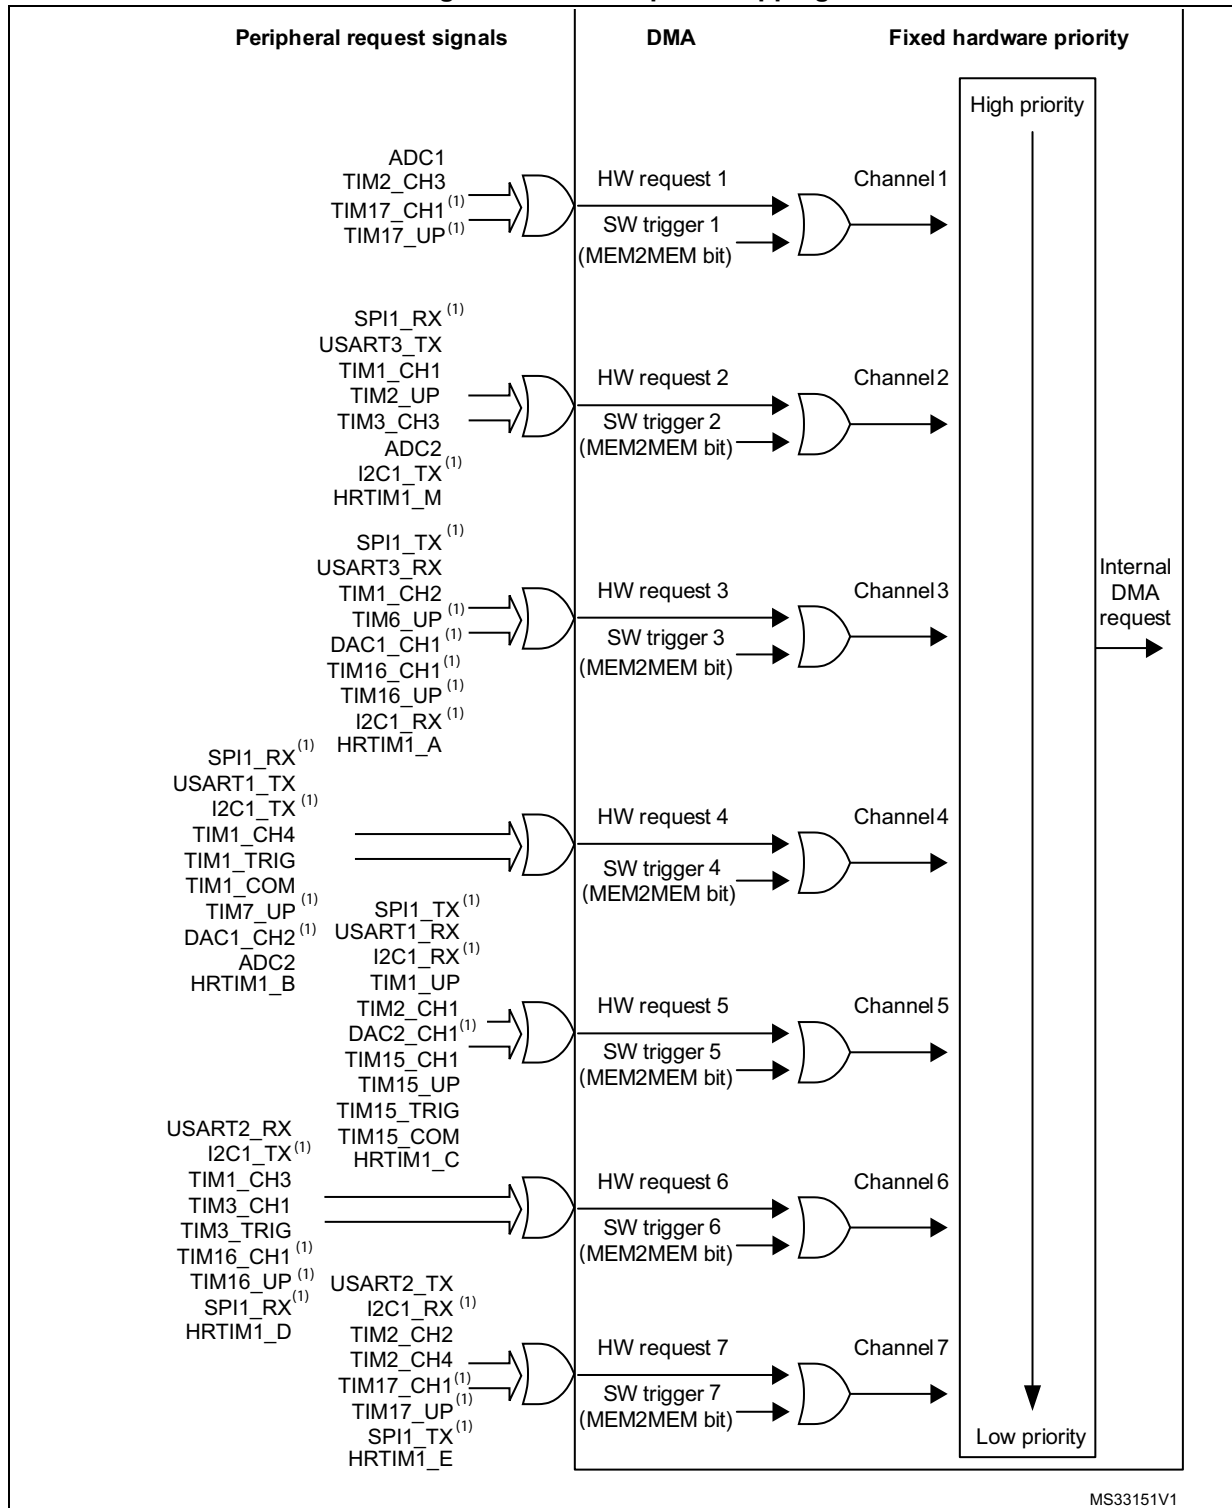 Peripheral request signals
DMA
Fixed hardware priority
High priority
ADC1
TIM2_CH3
TIM17_CH1(1)
TIM17_UP(1)
HW request 1
SW trigger 1
(MEM2MEM bit)
Channel 1
SPI1_RX(1)
USART3_TX
TIM1_CH1
TIM2_UP
TIM3_CH3
ADC2
I2C1_TX(1)
HRTIM1_M
HW request 2
SW trigger 2
(MEM2MEM bit)
Channel 2
SPI1_TX(1)
USART3_RX
TIM1_CH2
TIM6_UP(1)
DAC1_CH1(1)
TIM16_CH1(1)
TIM16_UP(1)
I2C1_RX(1)
HRTIM1_A
HW request 3
SW trigger 3
(MEM2MEM bit)
Channel 3
Internal
DMA
request
SPI1_RX(1)
USART1_TX
I2C1_TX(1)
TIM1_CH4
TIM1_TRIG
TIM1_COM
TIM7_UP(1)
DAC1_CH2(1)
ADC2
HRTIM1_B
HW request 4
SW trigger 4
(MEM2MEM bit)
Channel 4
SPI1_TX(1)
USART1_RX
I2C1_RX(1)
TIM1_UP
TIM2_CH1
DAC2_CH1(1)
TIM15_CH1
TIM15_UP
TIM15_TRIG
TIM15_COM
HRTIM1_C
HW request 5
SW trigger 5
(MEM2MEM bit)
Channel 5
USART2_RX
I2C1_TX(1)
TIM1_CH3
TIM3_CH1
TIM3_TRIG
TIM16_CH1(1)
TIM16_UP(1)
SPI1_RX(1)
HRTIM1_D
HW request 6
SW trigger 6
(MEM2MEM bit)
Channel 6
USART2_TX
I2C1_RX(1)
TIM2_CH2
TIM2_CH4
TIM17_CH1(1)
TIM17_UP(1)
SPI1_TX(1)
HRTIM1_E
HW request 7
SW trigger 7
(MEM2MEM bit)
Channel 7
Low priority
MS33151V1